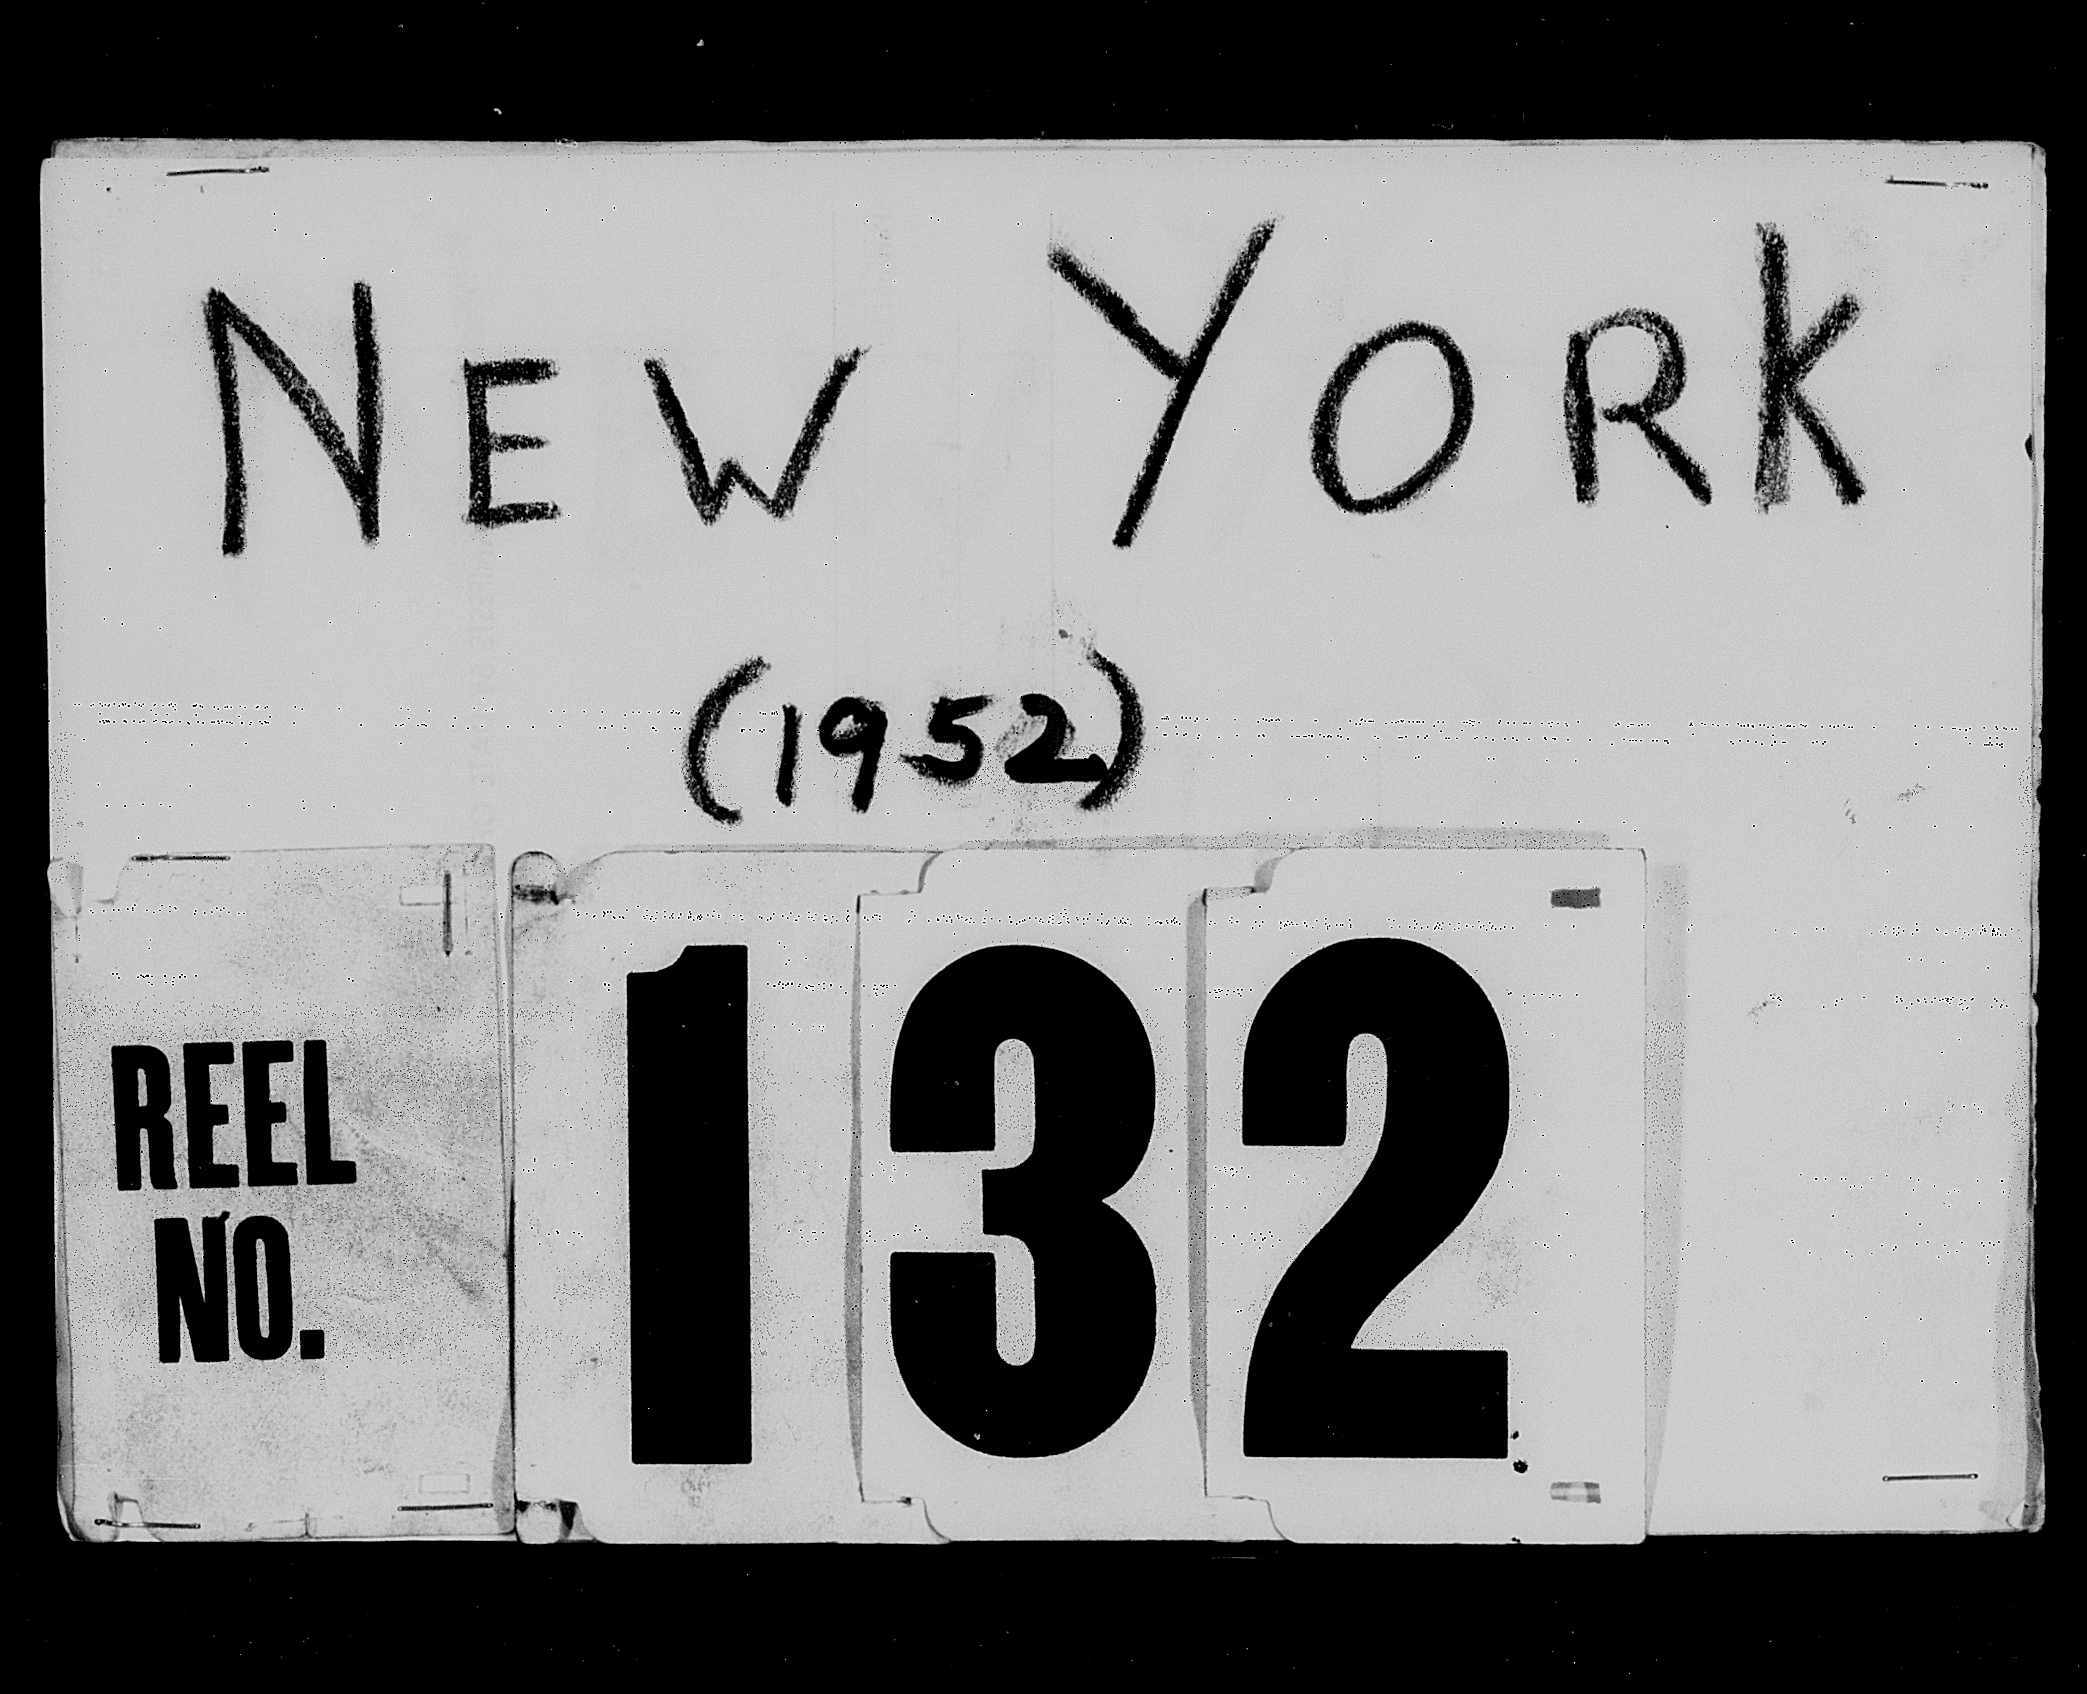 NEW YORK
(1952)
REEL
NO.
132